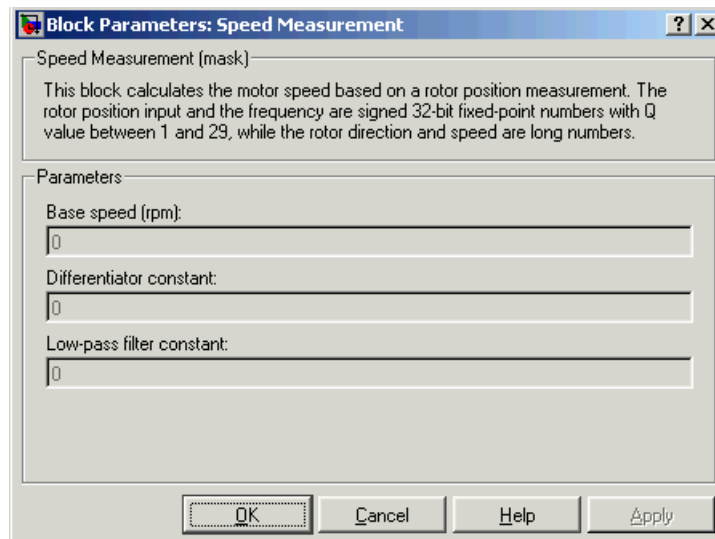 Block Parameters: Speed Measurement
Speed Measurement (mask)
This block calculates the motor speed based on a rotor position measurement. The
rotor position input and the frequency are signed 32-bit fixed-point numbers with Q
value between 1 and 29, while the rotor direction and speed are long numbers.
Parameters
Base speed (rpm):
0
Differentiator constant:
0
Low-pass filter constant:
0
OK Cancel Help Apply